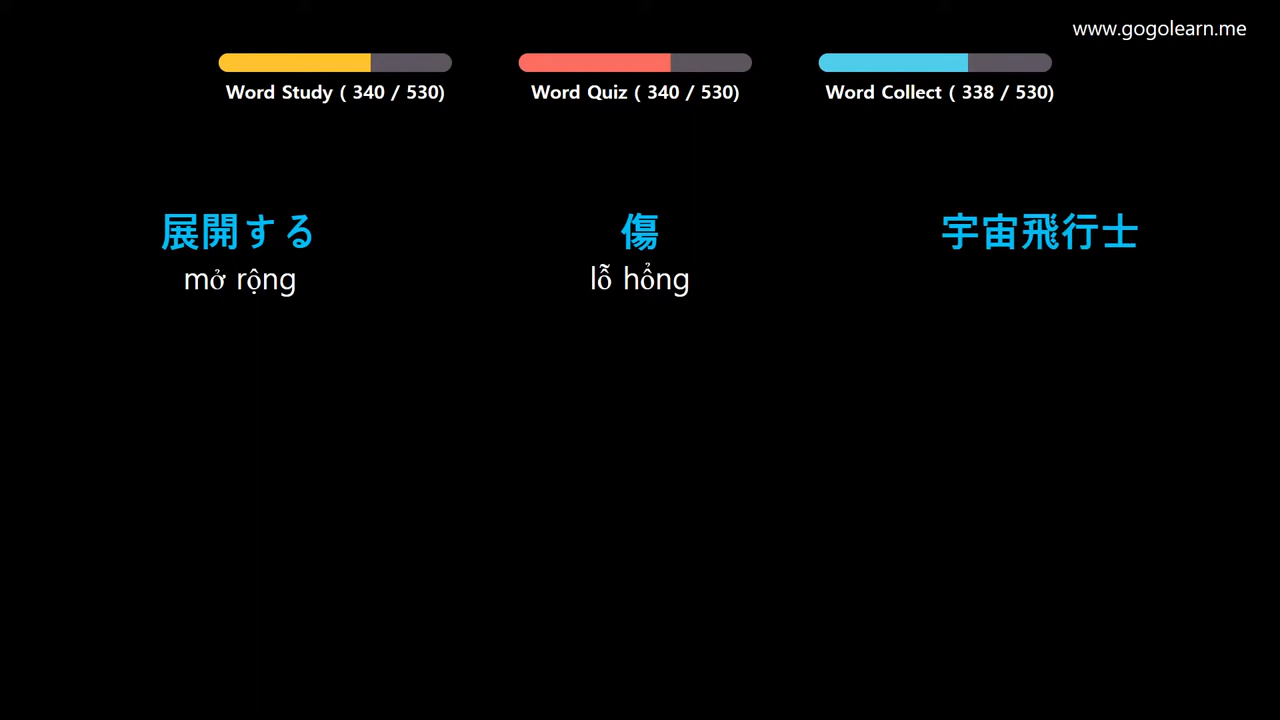 www.gogolearn.me
Word Study ( 340 / 530)
Word Quiz ( 340 / 530)
Word Collect ( 338 / 530)
展開する
mở rộng
傷
lỗ hổng
宇宙飛行士